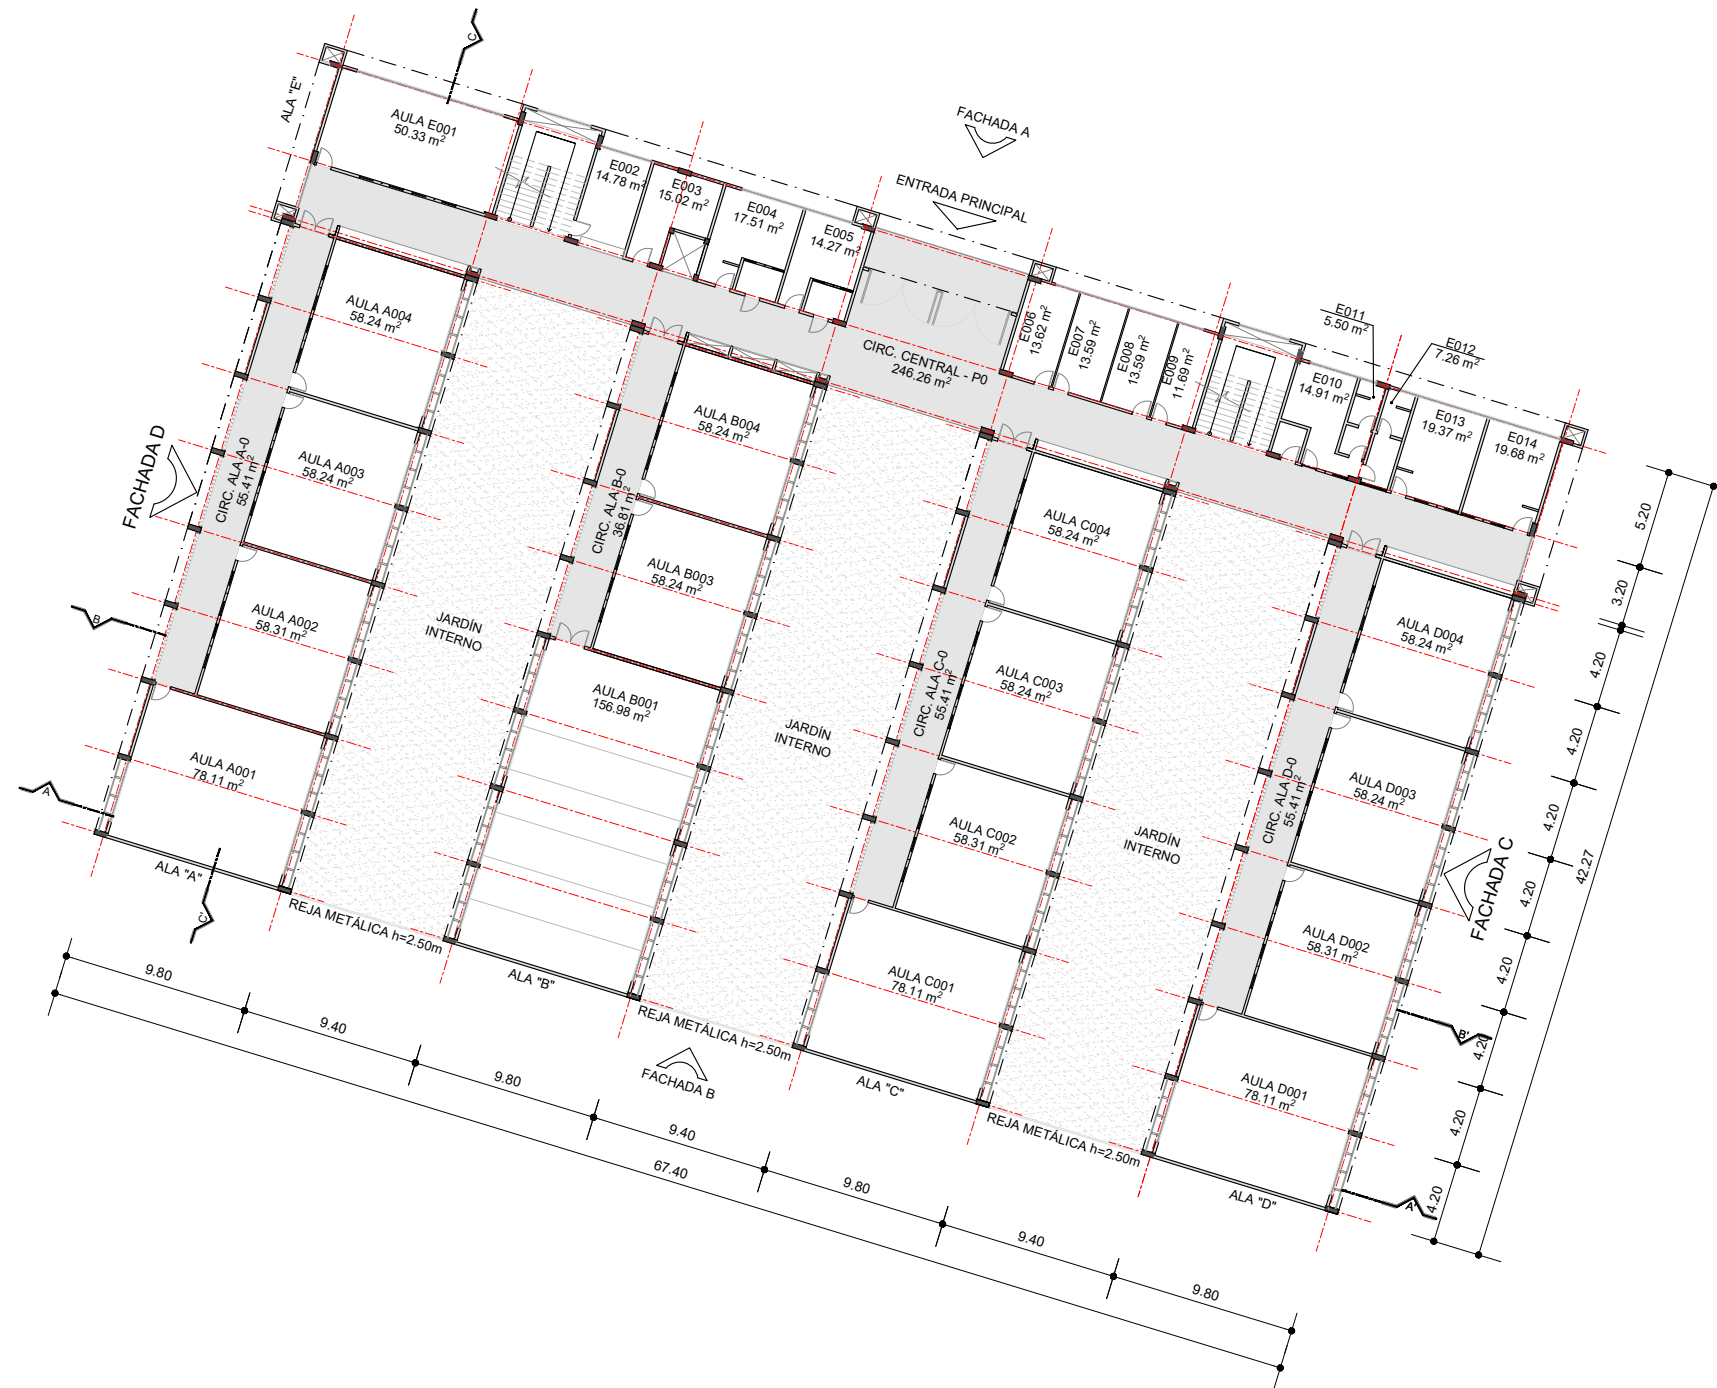 C
ALA "E"
AULA E001
50.33 m²
FACHADA A
ENTRADA PRINCIPAL
E002
14.78 m²
E003
15.02 m²
E004
17.51 m²
E005
14.27 m²
E006
13.62 m²
E007
13.59 m²
E008
13.59 m²
E009
11.69 m²
E010
14.91 m²
E011
5.50 m²
E012
7.26 m²
E013
19.37 m²
E014
19.68 m²
CIRC. CENTRAL - P0
246.26 m²
AULA A004
58.24 m²
AULA A003
58.24 m²
AULA A002
58.31 m²
AULA A001
78.11 m²
CIRC. ALA A-0
55.41 m²
FACHADA D
B
A
ALA "A"
C'
JARDÍN
INTERNO
REJA METÁLICA h=2.50m
AULA B004
58.24 m²
AULA B003
58.24 m²
AULA B001
156.98 m²
CIRC. ALA B-0
36.81 m²
ALA "B"
JARDÍN
INTERNO
REJA METÁLICA h=2.50m
FACHADA B
AULA C004
58.24 m²
AULA C003
58.24 m²
AULA C002
58.31 m²
AULA C001
78.11 m²
CIRC. ALA C-0
55.41 m²
ALA "C"
JARDÍN
INTERNO
REJA METÁLICA h=2.50m
AULA D004
58.24 m²
AULA D003
58.24 m²
AULA D002
58.31 m²
AULA D001
78.11 m²
CIRC. ALA D-0
55.41 m²
ALA "D"
FACHADA C
B'
A'
5.20
3.20
4.20
4.20
4.20
4.20
4.20
4.20
4.20
4.20
42.27
9.80
9.40
9.80
9.40
9.80
9.40
9.80
67.40